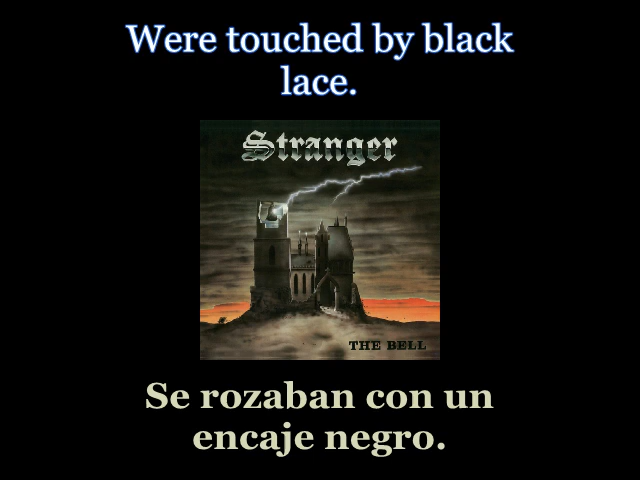 Were touched by black
lace.
Stranger
THE BELL
Se rozaban con un
encaje negro.